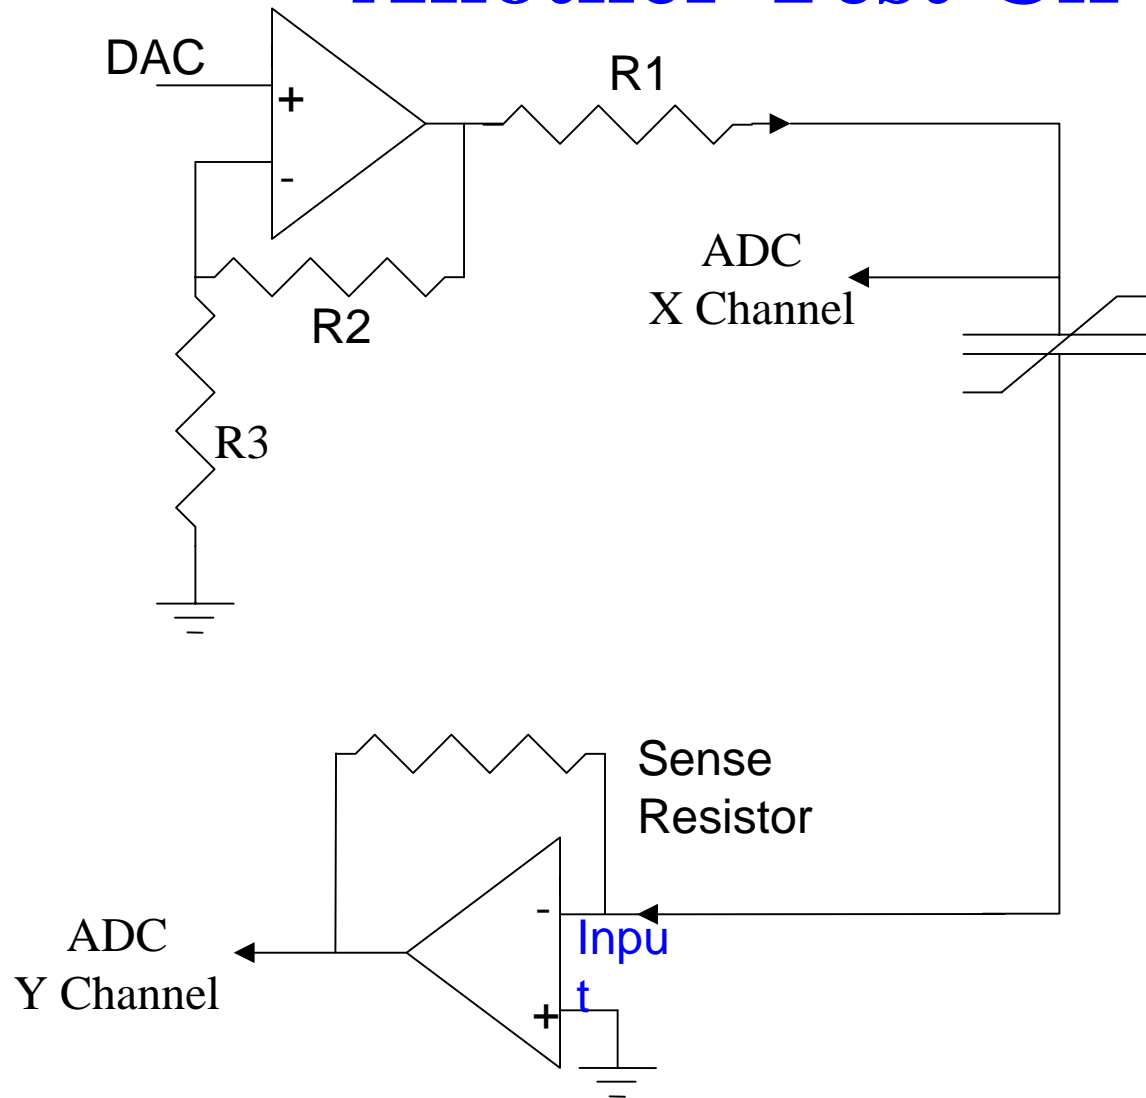 DAC
+
-
R1
ADC
X Channel
R2
R3
Sense
Resistor
-
Inpu
t
+
ADC
Y Channel